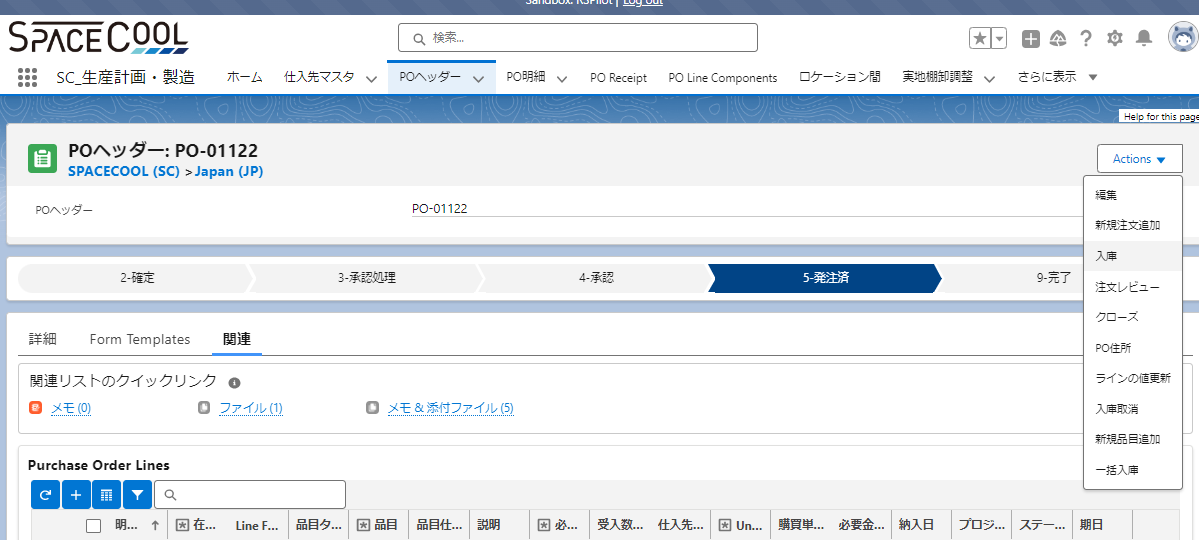 Sandbox: RSPilot | Log out
SPACECOOL
検索...
SC_生産計画・製造
ホーム
仕入先マスタ
POヘッダー
PO明細
PO Receipt
PO Line Components
ロケーション間
実地棚卸調整
さらに表示
Help for this page
POヘッダー: PO-01122
SPACECOOL (SC) >Japan (JP)
Actions
POヘッダー
PO-01122
編集
新規注文追加
入庫
注文レビュー
クローズ
PO住所
ラインの値更新
入庫取消
新規品目追加
一括入庫
2-確定
3-承認処理
4-承認
5-発注済
9-完了
詳細
Form Templates
関連
関連リストのクイックリンク
メモ (0)
ファイル (1)
メモ & 添付ファイル (5)
Purchase Order Lines
明...
在...
Line F...
品目タ...
品目
品目仕...
説明
必...
受入数...
仕入先...
Un...
購買単...
必要金...
納入日
プロジ...
ステー...
期日